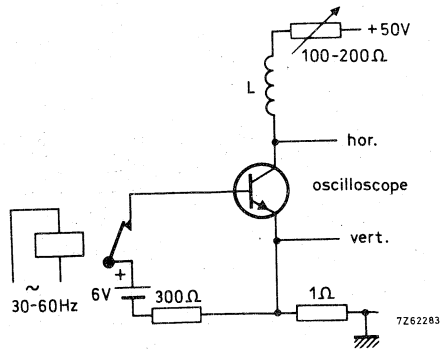 +50V
100-200Ω
L
hor.
oscilloscope
vert.
+
6V
300Ω
1Ω
~
30-60Hz
7Z62283